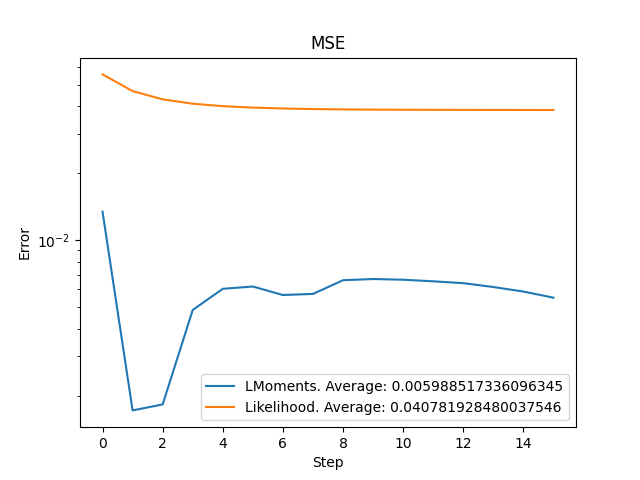 MSE
Error
10⁻²
LMoments. Average: 0.005988517336096345
Likelihood. Average: 0.040781928480037546
0 2 4 6 8 10 12 14
Step